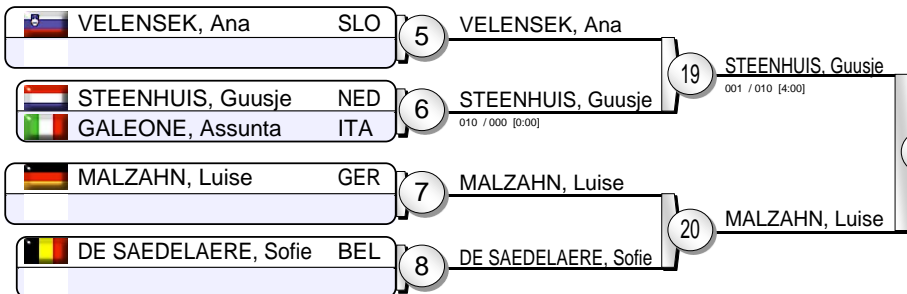 VELENSEK, Ana SLO
5
VELENSEK, Ana
STEENHUIS, Guusje NED
GALEONE, Assunta ITA
6
STEENHUIS, Guusje
010 / 000 [0:00]
19
STEENHUIS, Guusje
001 / 010 [4:00]
MALZAHN, Luise GER
7
MALZAHN, Luise
DE SAEDELAERE, Sofie BEL
8
DE SAEDELAERE, Sofie
20
MALZAHN, Luise